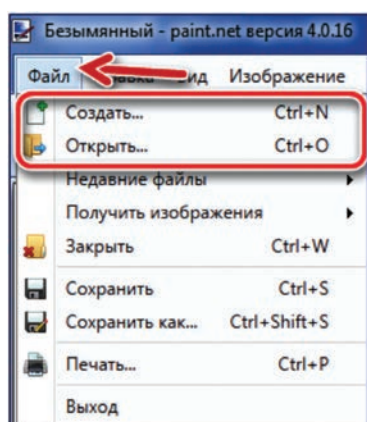 Безымянный - paint.net версия 4.0.16
Файл Вид Изображение
Создать... Ctrl+N
Открыть... Ctrl+O
Недавние файлы
Получить изображения
Закрыть Ctrl+W
Сохранить Ctrl+S
Сохранить как... Ctrl+Shift+S
Печать... Ctrl+P
Выход